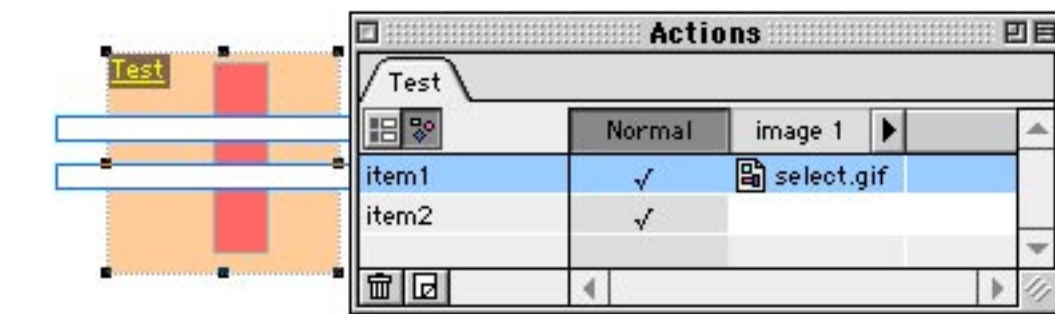 Test
Actions
Test
Normal image 1
item1 √ select.gif
item2 √